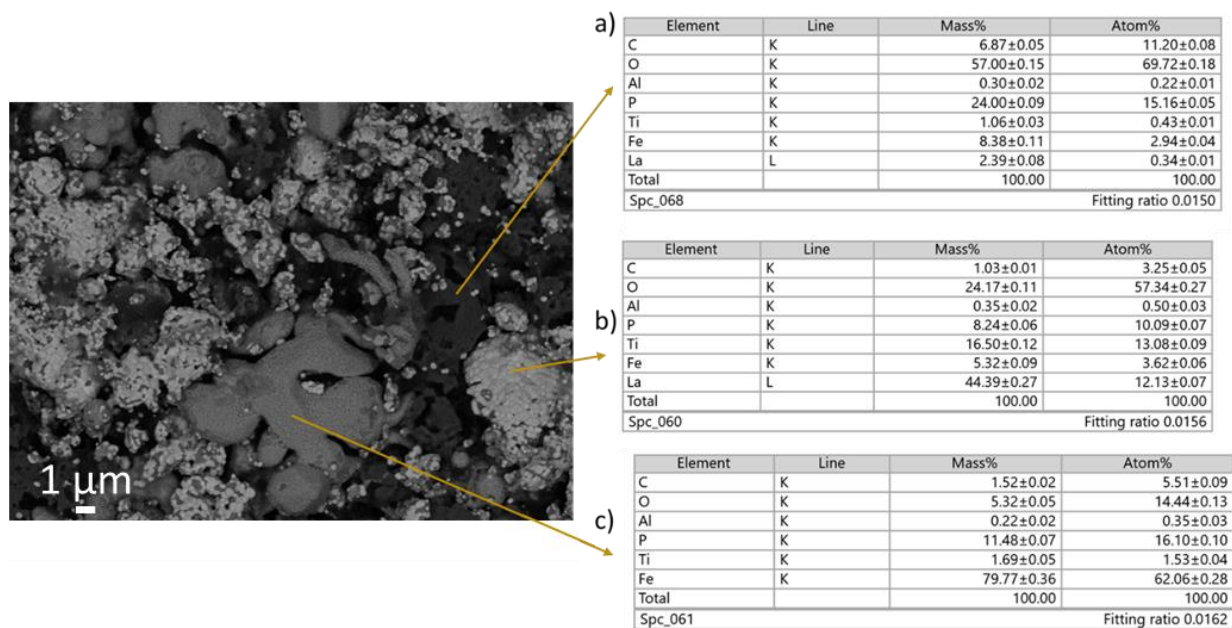 a)
Element Line Mass% Atom%
C K 6.87±0.05 11.20±0.08
O K 57.00±0.15 69.72±0.18
Al K 0.30±0.02 0.22±0.01
P K 24.00±0.09 15.16±0.05
Ti K 1.06±0.03 0.43±0.01
Fe K 8.38±0.11 2.94±0.04
La L 2.39±0.08 0.34±0.01
Total 100.00 100.00
Spc_068 Fitting ratio 0.0150
b)
Element Line Mass% Atom%
C K 1.03±0.01 3.25±0.05
O K 24.17±0.11 57.34±0.27
Al K 0.35±0.02 0.50±0.03
P K 8.24±0.06 10.09±0.07
Ti K 16.50±0.12 13.08±0.09
Fe K 5.32±0.09 3.62±0.06
La L 44.39±0.27 12.13±0.07
Total 100.00 100.00
Spc_060 Fitting ratio 0.0156
c)
Element Line Mass% Atom%
C K 1.52±0.02 5.51±0.09
O K 5.32±0.05 14.44±0.13
Al K 0.22±0.02 0.35±0.03
P K 11.48±0.07 16.10±0.10
Ti K 1.69±0.05 1.53±0.04
Fe K 79.77±0.36 62.06±0.28
Total 100.00 100.00
Spc_061 Fitting ratio 0.0162
1 μm